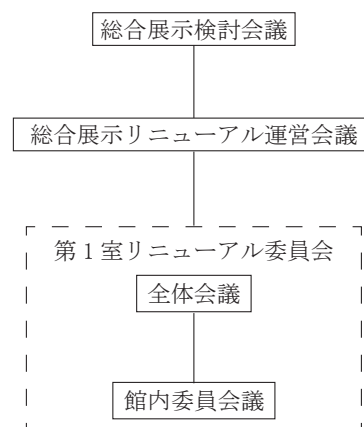 総合展示検討会議
総合展示リニューアル運営会議
第1室リニューアル委員会
全体会議
館内委員会議